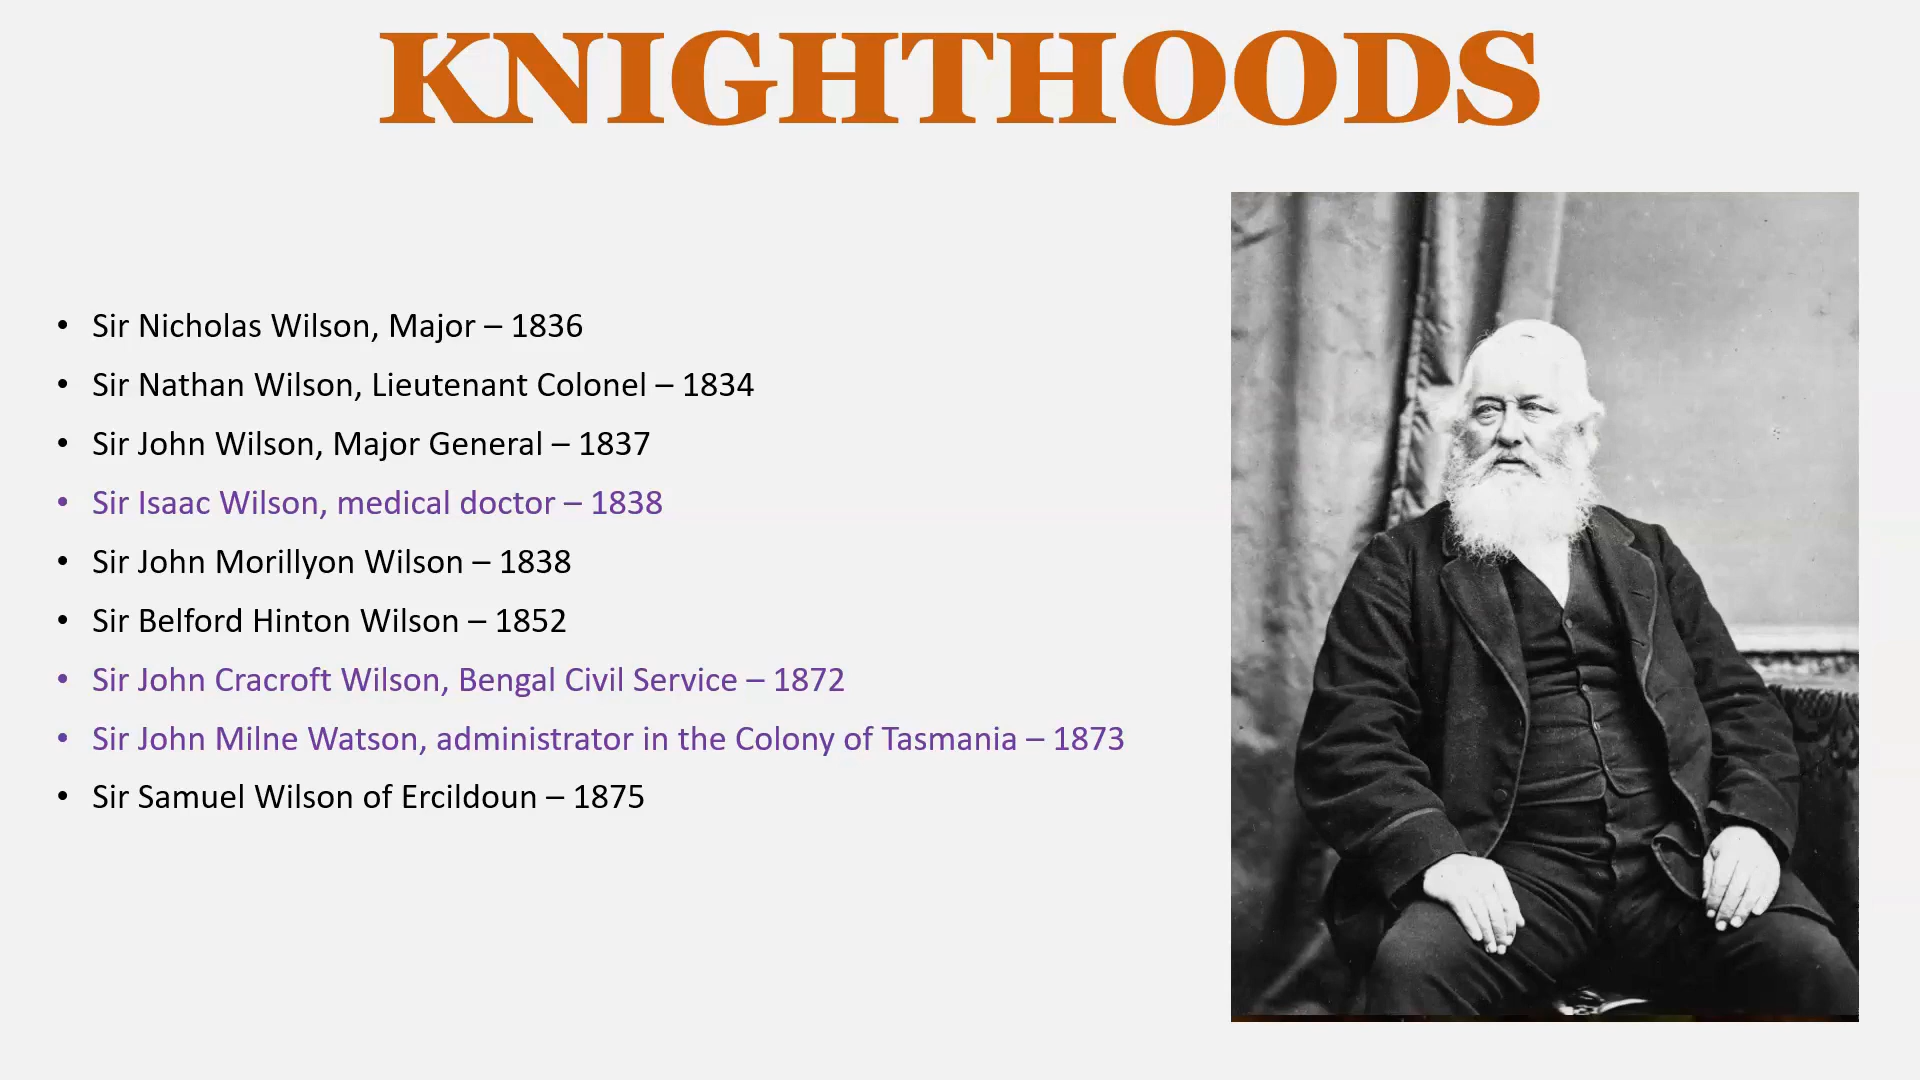 KNIGHTHOODS
• Sir Nicholas Wilson, Major – 1836
• Sir Nathan Wilson, Lieutenant Colonel – 1834
• Sir John Wilson, Major General – 1837
• Sir Isaac Wilson, medical doctor – 1838
• Sir John Morillyon Wilson – 1838
• Sir Belford Hinton Wilson – 1852
• Sir John Cracroft Wilson, Bengal Civil Service – 1872
• Sir John Milne Watson, administrator in the Colony of Tasmania – 1873
• Sir Samuel Wilson of Ercildoun – 1875